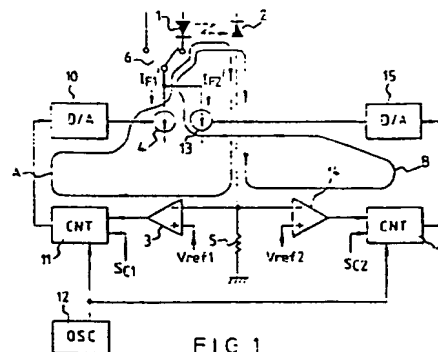 1
2
6
10
IF1
IF2
15
D/A
4
13
D/A
A
B
14
CNT
3
5
CNT
11
SC1
Vref1
Vref2
SC2
12
OSC
FIG 1